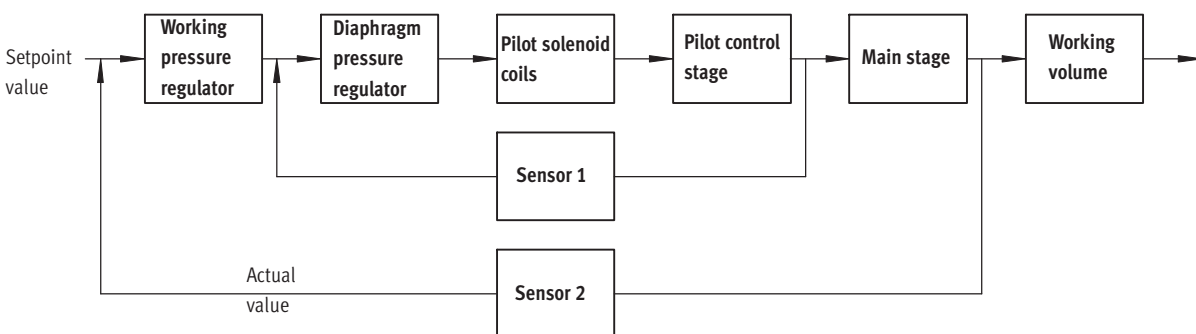 Setpoint
value
Working
pressure
regulator
Diaphragm
pressure
regulator
Pilot solenoid
coils
Pilot control
stage
Main stage
Working
volume
Sensor 1
Actual
value
Sensor 2